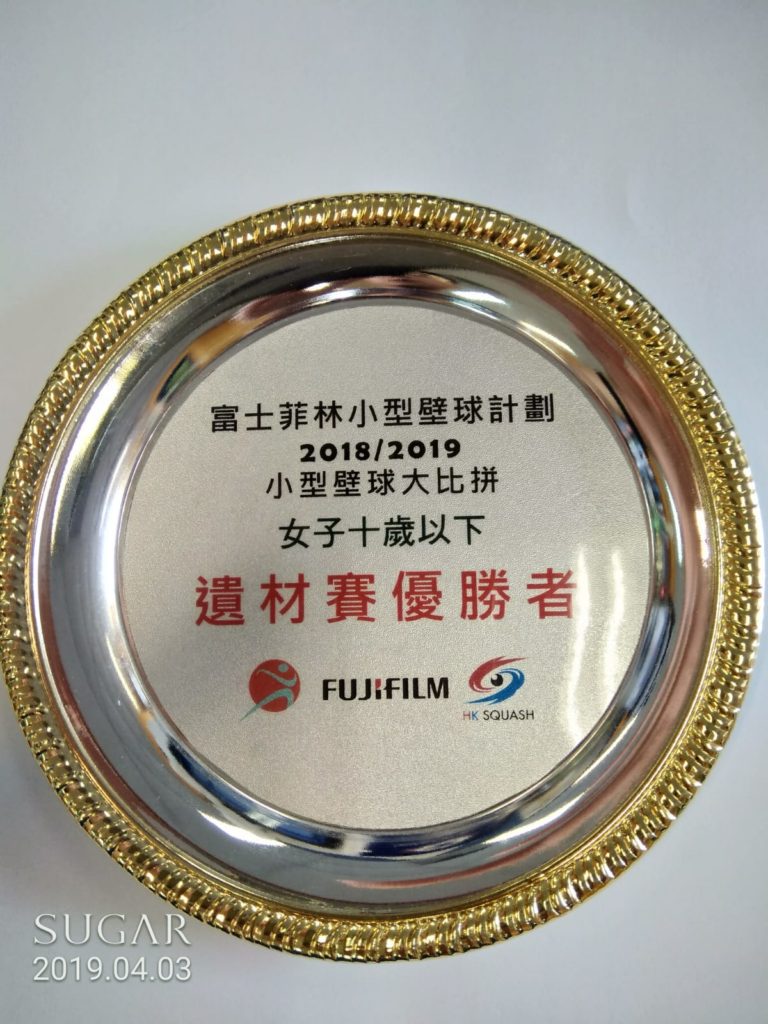 富士菲林小型壁球計劃
2018/2019
小型壁球大比拼
女子十歲以下
遺材賽優勝者
FUJIFILM
HK SQUASH
SUGAR
2019.04.03